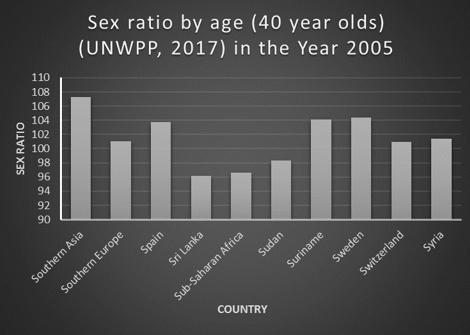 Sex ratio by age (40 year olds)
(UNWPP, 2017) in the Year 2005
110
108
106
104
102
100
98
96
94
92
90
SEX RATIO
Southern Asia
Southern Europe
Spain
Sri Lanka
Sub-Saharan Africa
Sudan
Suriname
Sweden
Switzerland
Syria
COUNTRY